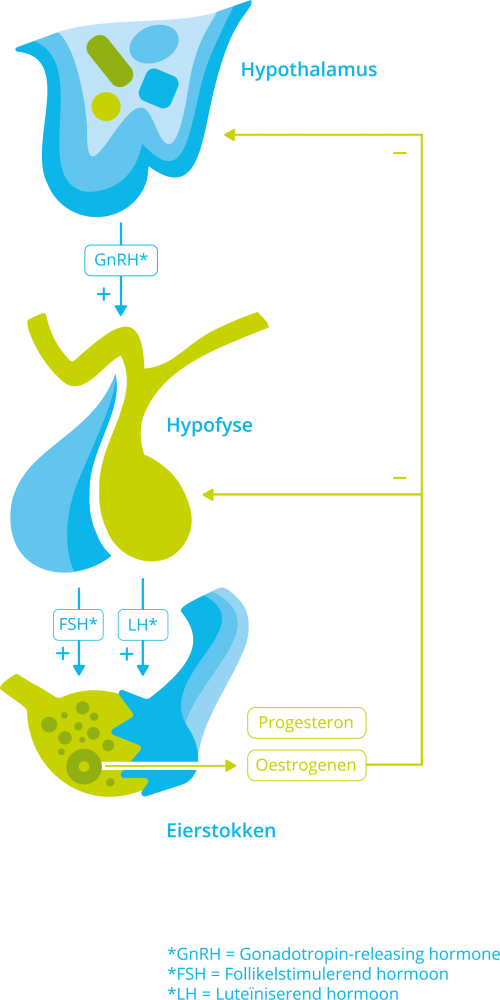 Hypothalamus
–
GnRH*
+
Hypofyse
–
FSH*
LH*
+
+
Progesteron
Oestrogenen
Eierstokken
*GnRH = Gonadotropin-releasing hormone
*FSH = Follikelstimulerend hormoon
*LH = Luteïniserend hormoon